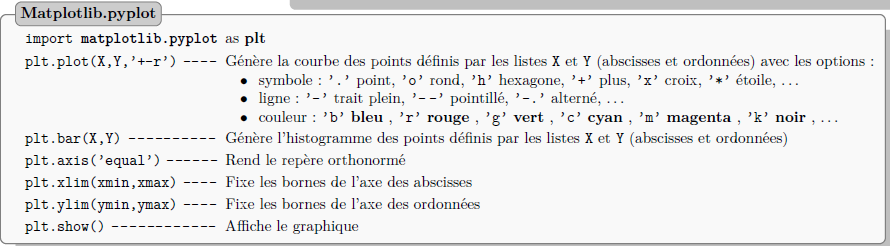 Matplotlib.pyplot
import matplotlib.pyplot as plt
plt.plot(X,Y,'+-r') ---- Génère la courbe des points définis par les listes X et Y (abscisses et ordonnées) avec les options :
• symbole : '.' point, 'o' rond, 'h' hexagone, '+' plus, 'x' croix, '*' étoile, ...
• ligne : '-' trait plein, '--' pointillé, '-.' alterné, ...
• couleur : 'b' bleu , 'r' rouge , 'g' vert , 'c' cyan , 'm' magenta , 'k' noir , ...
plt.bar(X,Y) ---------- Génère l'histogramme des points définis par les listes X et Y (abscisses et ordonnées)
plt.axis('equal') ------ Rend le repère orthonormé
plt.xlim(xmin,xmax) ---- Fixe les bornes de l'axe des abscisses
plt.ylim(ymin,ymax) ---- Fixe les bornes de l'axe des ordonnées
plt.show() ------------ Affiche le graphique